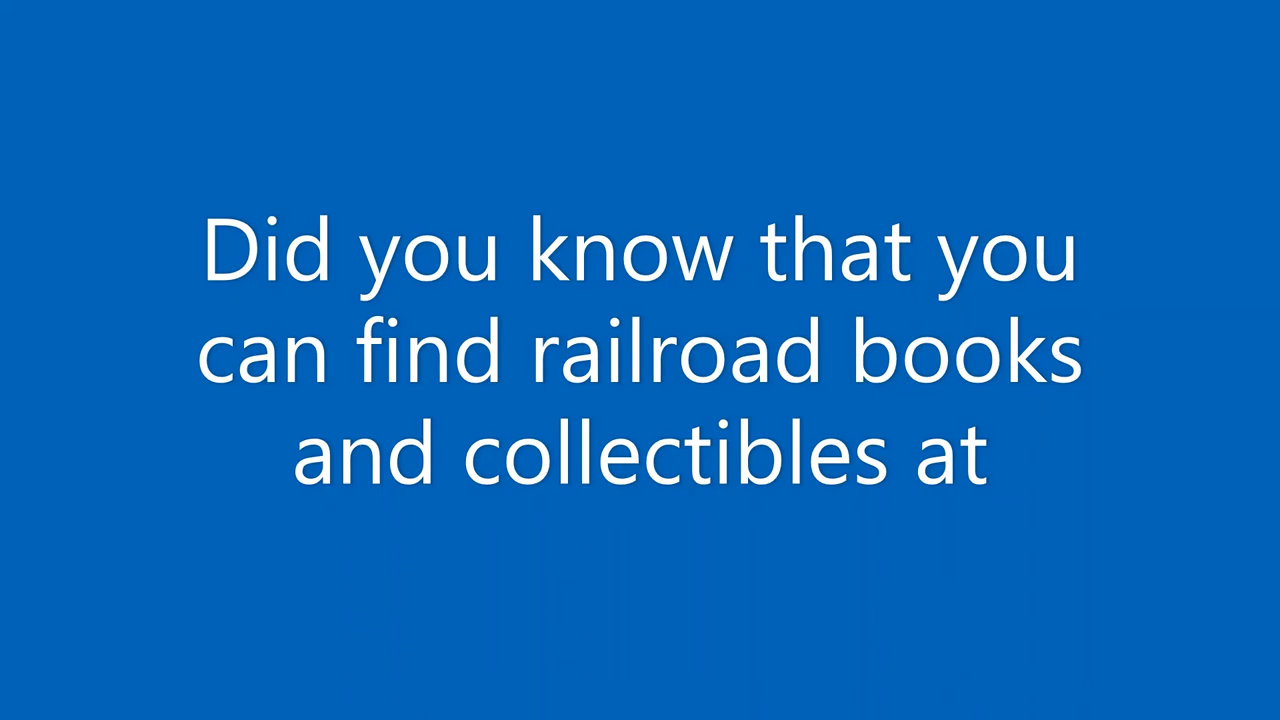 Did you know that you
can find railroad books
and collectibles at